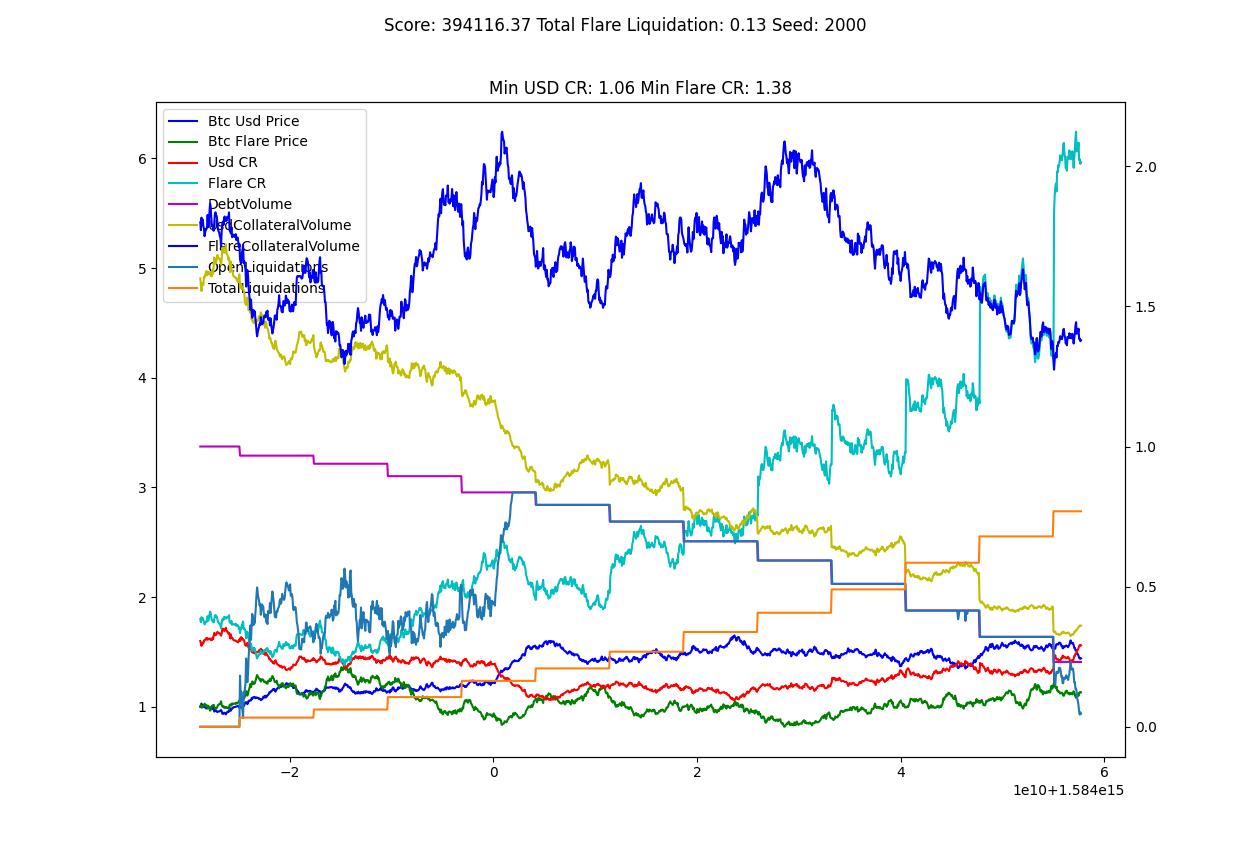 Score: 394116.37 Total Flare Liquidation: 0.13 Seed: 2000
Min USD CR: 1.06 Min Flare CR: 1.38
Btc Usd Price
Btc Flare Price
Usd CR
Flare CR
DebtVolume
UsdCollateralVolume
FlareCollateralVolume
OpenLiquidations
TotalLiquidations
6
5
4
3
2
1
2.0
1.5
1.0
0.5
0.0
−2
0
2
4
6
1e10+1.584e15